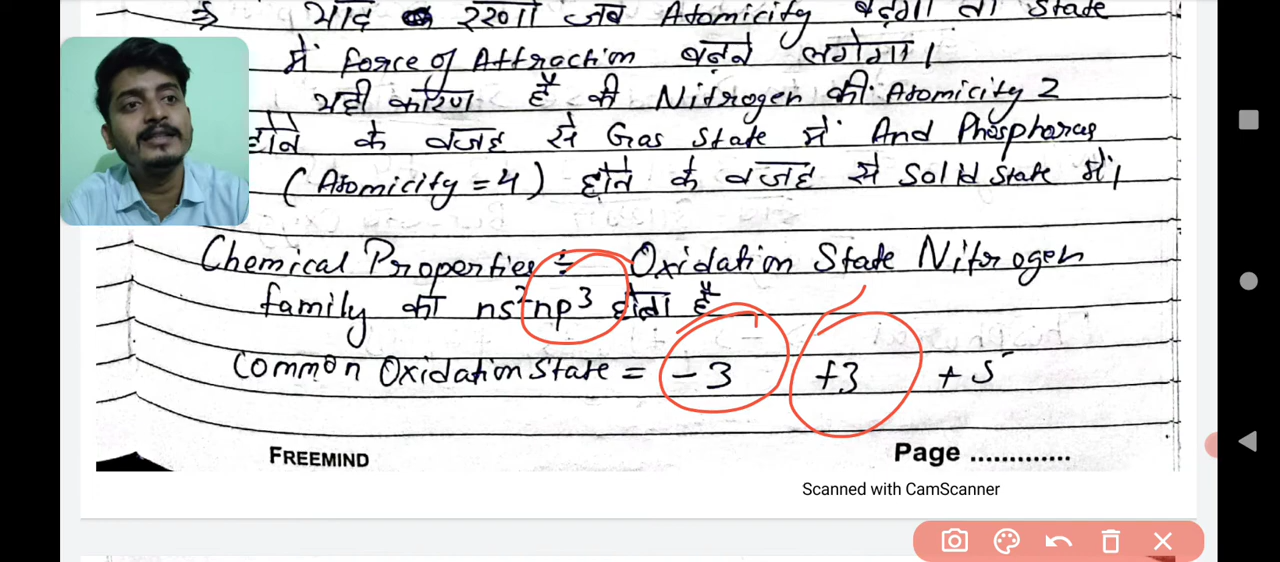 ⇒ याद रखना जब Atomicity बढ़ेगा तो State
में force of Attraction बनने लगेगा।
यही कारण है की Nitrogen की Atomicity 2
होने के वजह से Gas State में And Phosphorus
(Atomicity = 4) होने के वजह से Solid State में।
Chemical Properties ÷ Oxidation State Nitrogen
family का ns²np³ होता है
Common Oxidation State = -3 +3 +5
FREEMIND Page .............
Scanned with CamScanner